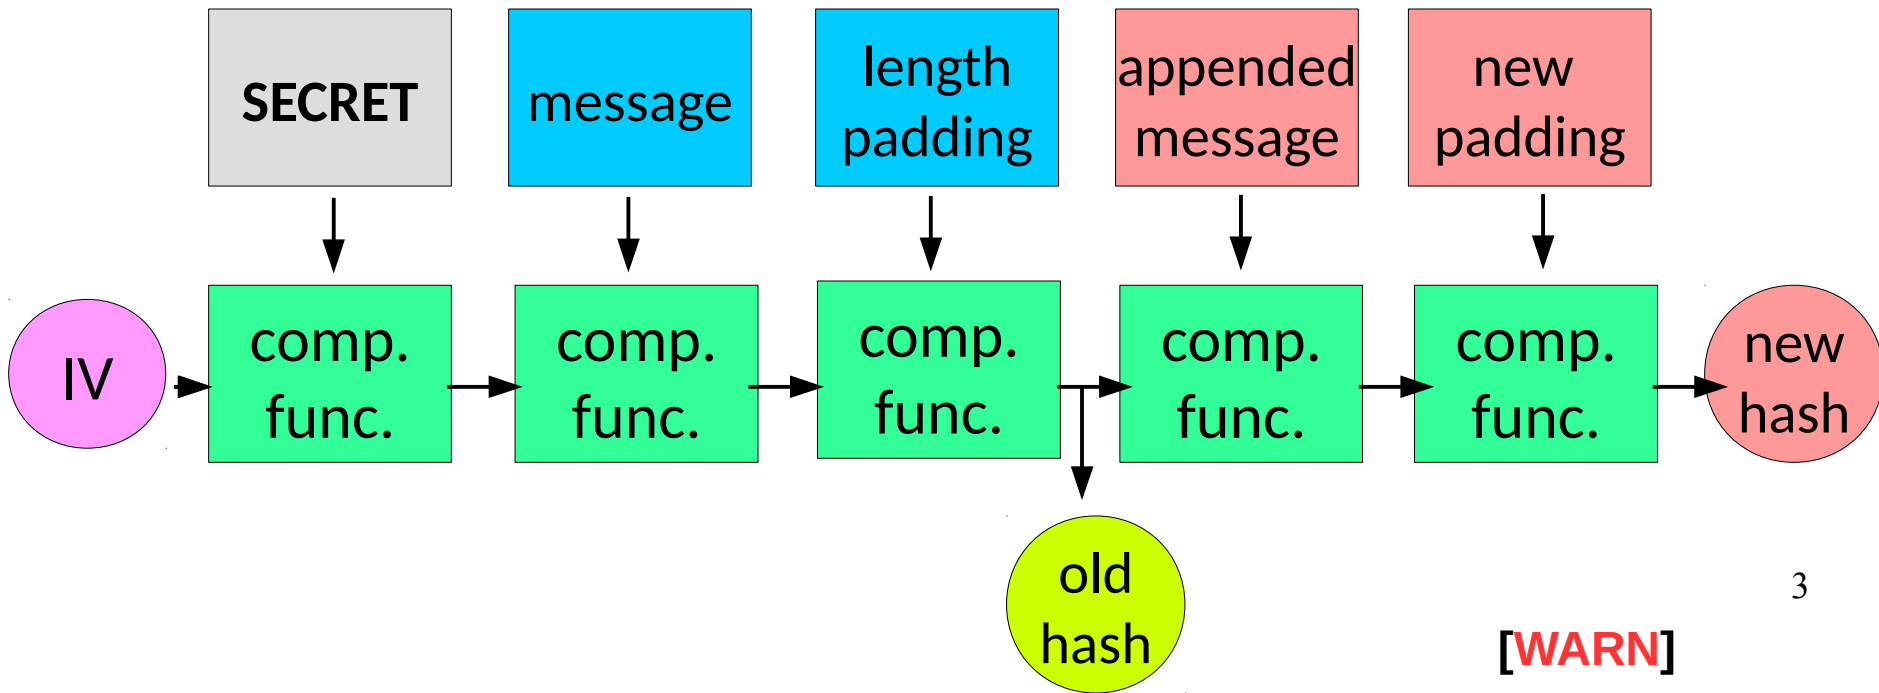 SECRET
message
length
padding
appended
message
new
padding
IV
comp.
func.
comp.
func.
comp.
func.
comp.
func.
comp.
func.
new
hash
old
hash
3
[WARN]